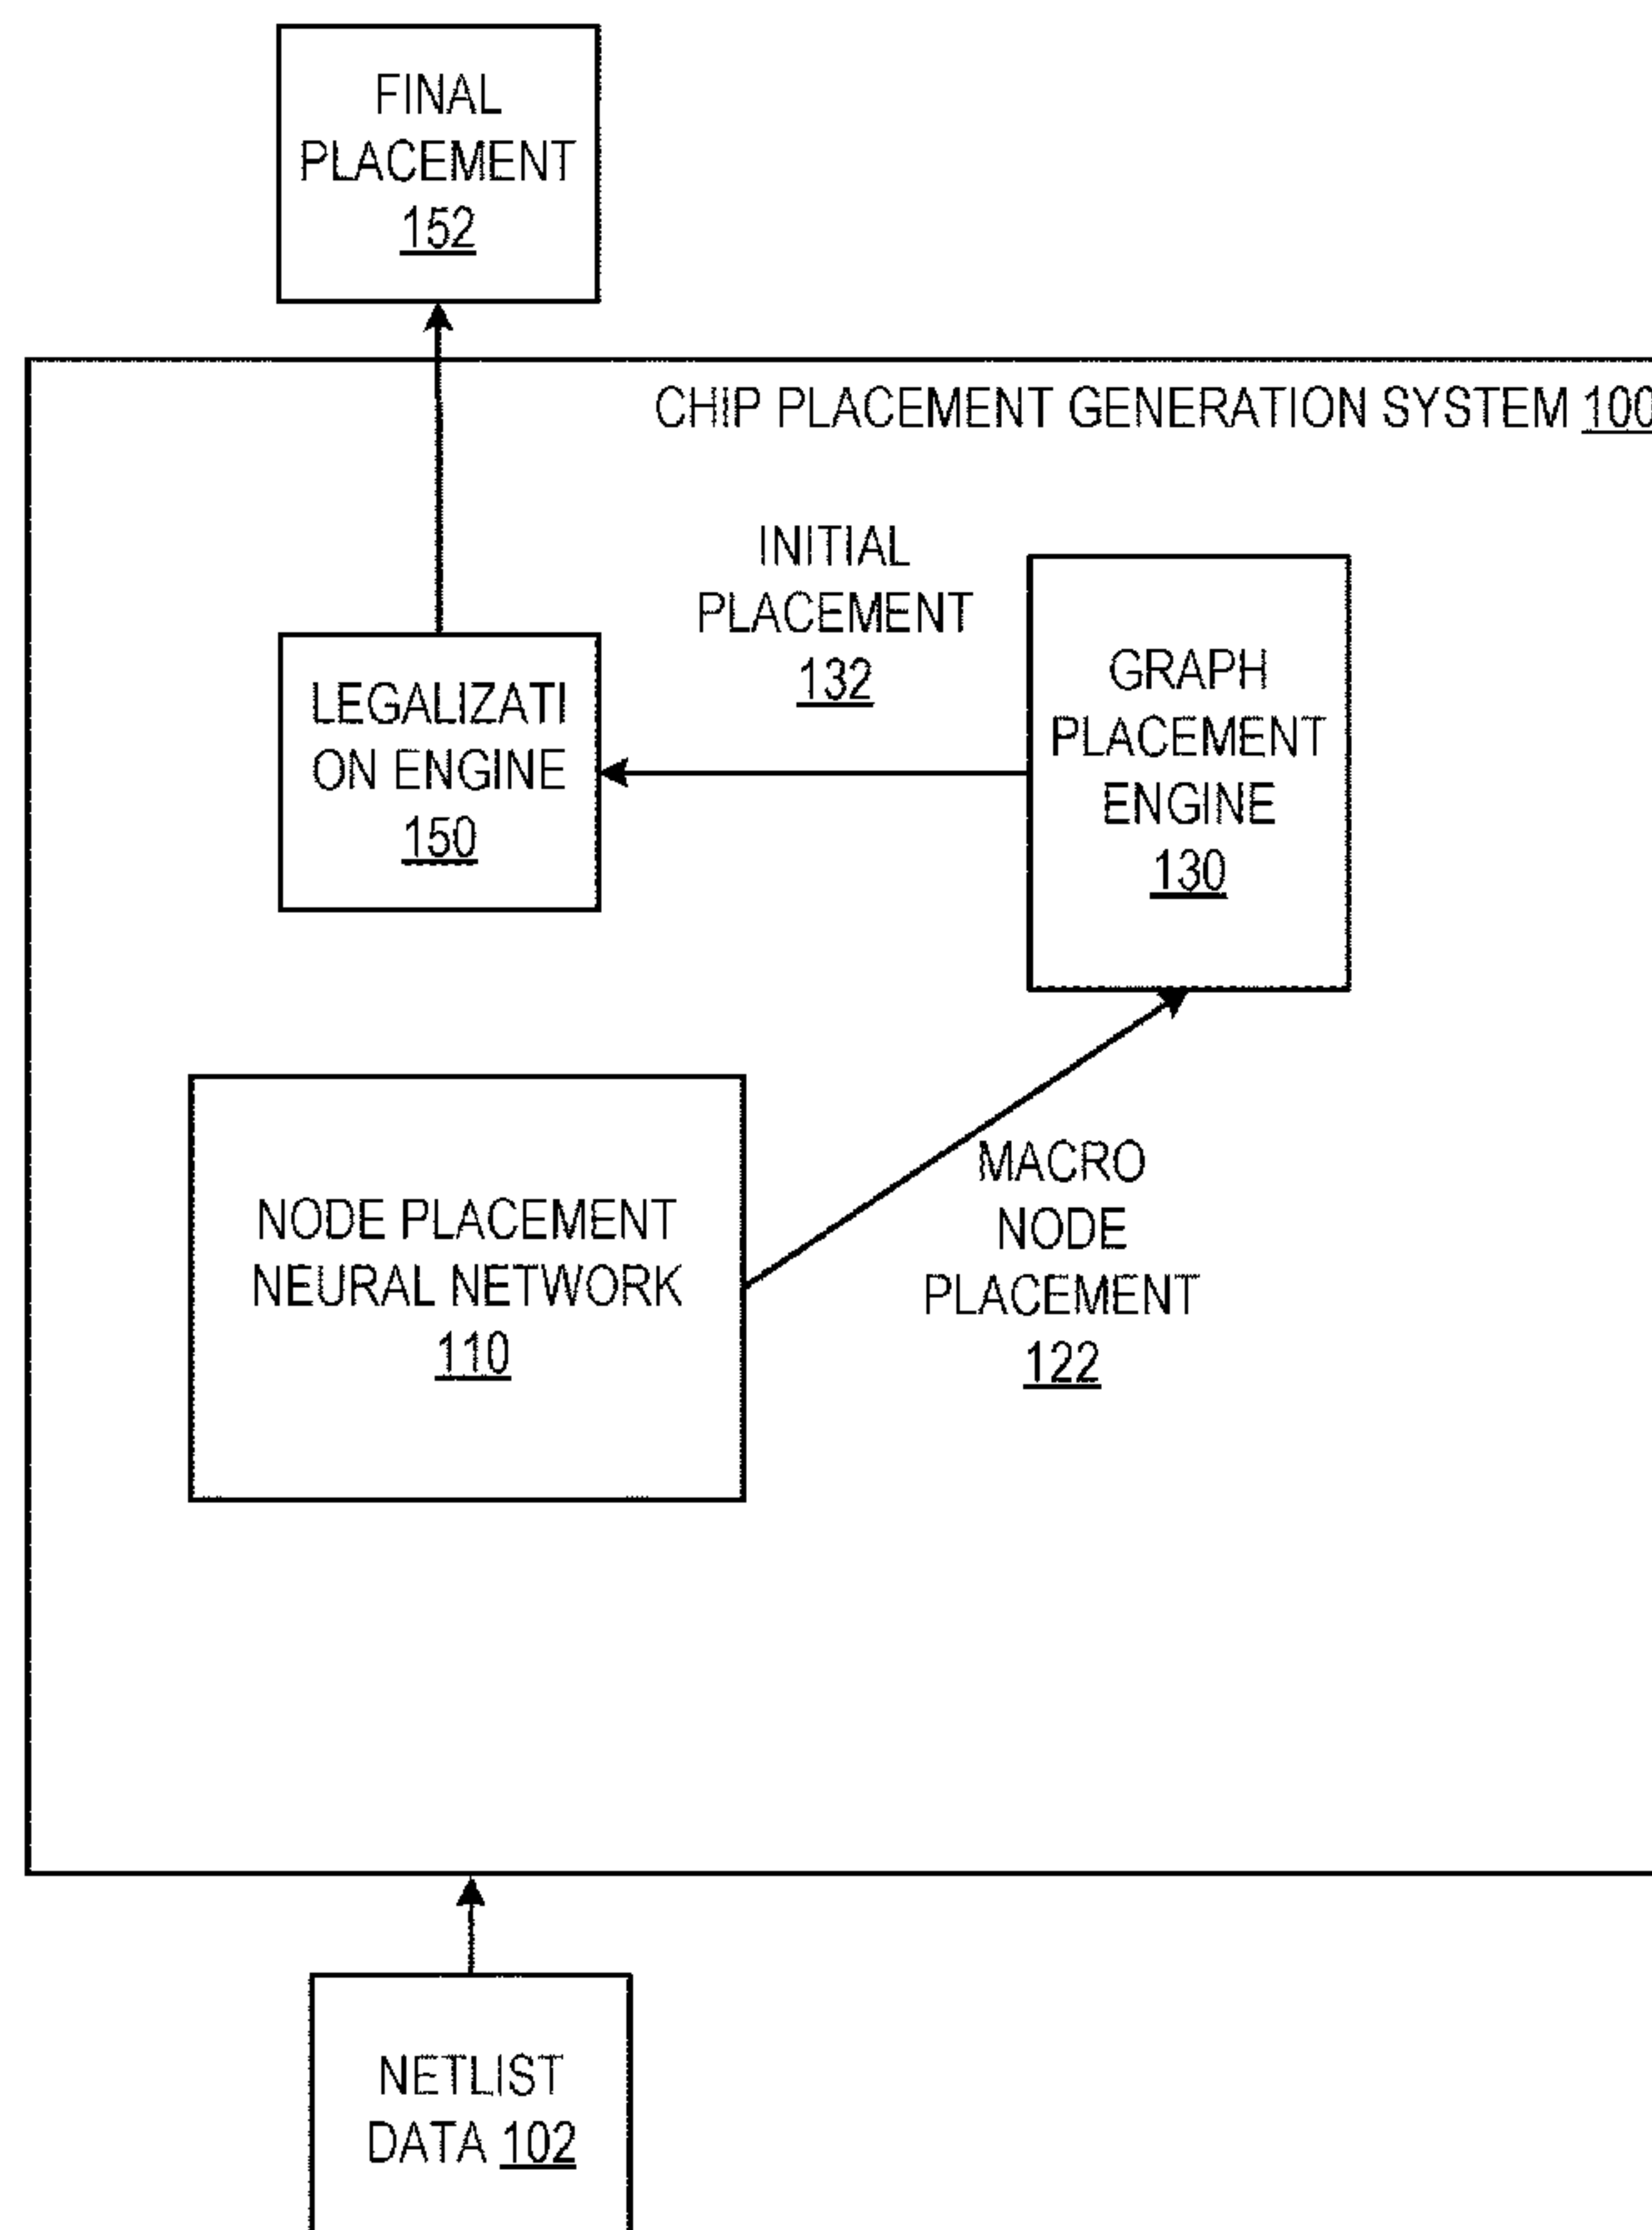 FINAL
PLACEMENT
152
CHIP PLACEMENT GENERATION SYSTEM 100
INITIAL
PLACEMENT
132
GRAPH
PLACEMENT
ENGINE
130
LEGALIZATI
ON ENGINE
150
NODE PLACEMENT
NEURAL NETWORK
110
MACRO
NODE
PLACEMENT
122
NETLIST
DATA 102